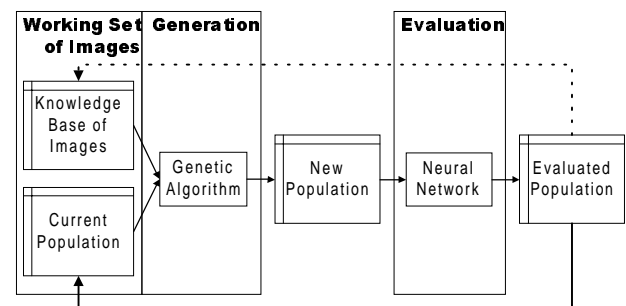 Working Set
of Images
Generation
Evaluation
Knowledge
Base of
Images
Current
Population
Genetic
Algorithm
New
Population
Neural
Network
Evaluated
Population